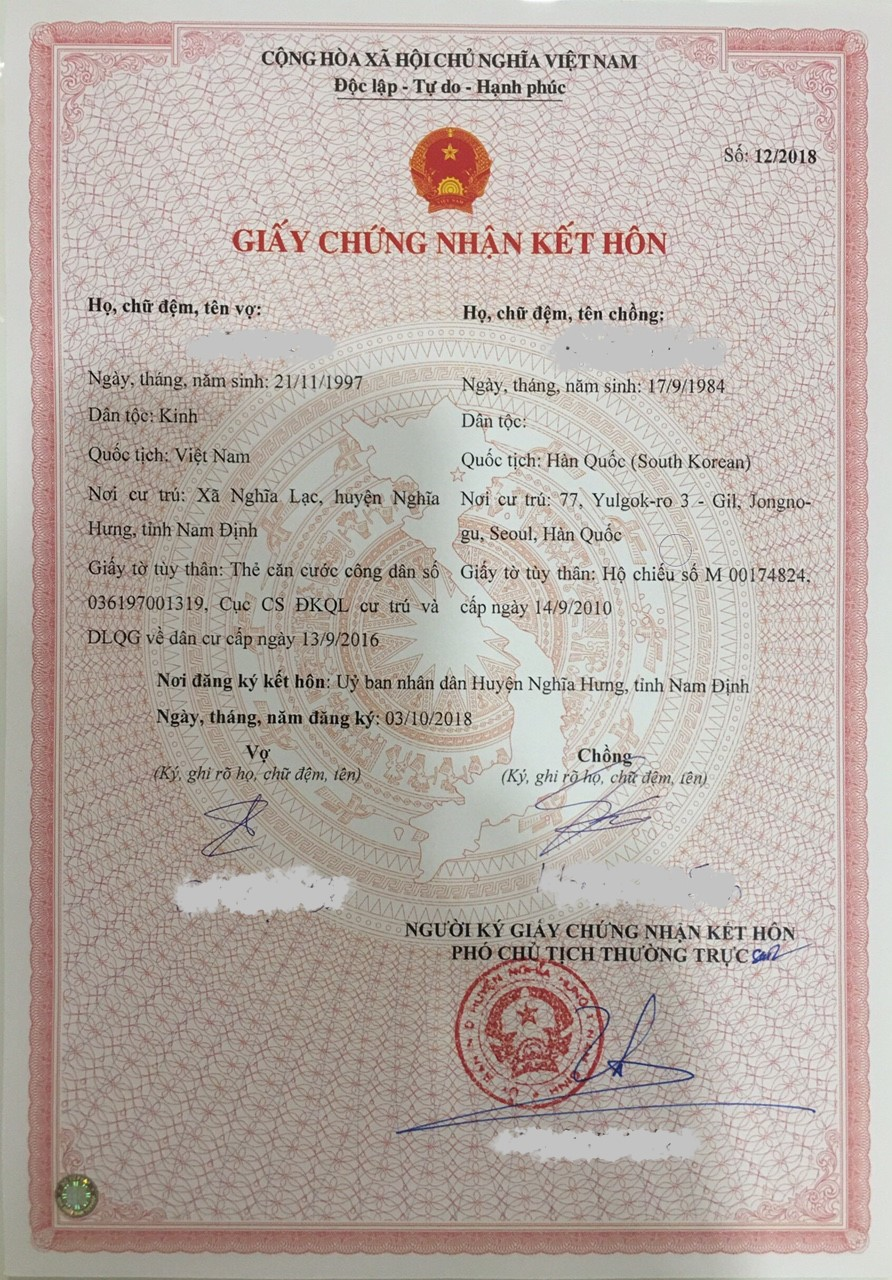 CỘNG HÒA XÃ HỘI CHỦ NGHĨA VIỆT NAM
Độc lập - Tự do - Hạnh phúc
Số: 12/2018
GIẤY CHỨNG NHẬN KẾT HÔN
Họ, chữ đệm, tên vợ:
Ngày, tháng, năm sinh: 21/11/1997
Dân tộc: Kinh
Quốc tịch: Việt Nam
Nơi cư trú: Xã Nghĩa Lạc, huyện Nghĩa
Hưng, tỉnh Nam Định
Giấy tờ tùy thân: Thẻ căn cước công dân số
036197001319, Cục CS ĐKQL cư trú và
DLQG về dân cư cấp ngày 13/9/2016
Họ, chữ đệm, tên chồng:
Ngày, tháng, năm sinh: 17/9/1984
Dân tộc:
Quốc tịch: Hàn Quốc (South Korean)
Nơi cư trú: 77, Yulgok-ro 3 - Gil, Jongno-
gu, Seoul, Hàn Quốc
Giấy tờ tùy thân: Hộ chiếu số M 00174824,
cấp ngày 14/9/2010
Nơi đăng ký kết hôn: Uỷ ban nhân dân Huyện Nghĩa Hưng, tỉnh Nam Định
Ngày, tháng, năm đăng ký: 03/10/2018
Vợ
(Ký, ghi rõ họ, chữ đệm, tên)
Chồng
(Ký, ghi rõ họ, chữ đệm, tên)
NGƯỜI KÝ GIẤY CHỨNG NHẬN KẾT HÔN
PHÓ CHỦ TỊCH THƯỜNG TRỰC
HUYỆN NGHĨA HƯNG